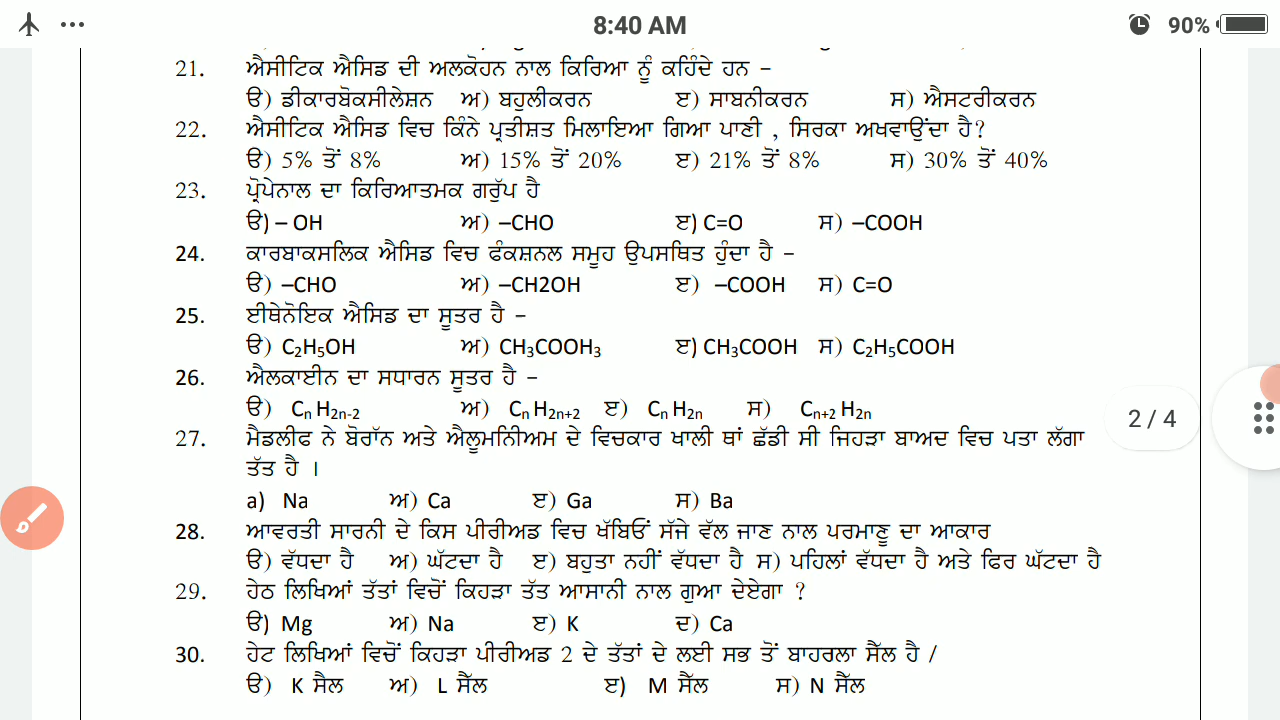 8:40 AM 90%
21. ਐਸੀਟਿਕ ਐਸਿਡ ਦੀ ਅਲਕੋਹਨ ਨਾਲ ਕਿਰਿਆ ਨੂੰ ਕਹਿੰਦੇ ਹਨ –
ੳ) ਡੀਕਾਰਬੋਕਸੀਲੇਸ਼ਨ ਅ) ਬਹੁਲੀਕਰਨ ੲ) ਸਾਬਨੀਕਰਨ ਸ) ਐਸਟਰੀਕਰਨ
22. ਐਸੀਟਿਕ ਐਸਿਡ ਵਿਚ ਕਿੰਨੇ ਪ੍ਰਤੀਸ਼ਤ ਮਿਲਾਇਆ ਗਿਆ ਪਾਣੀ , ਸਿਰਕਾ ਅਖਵਾਉਂਦਾ ਹੈ?
ੳ) 5% ਤੋਂ 8% ਅ) 15% ਤੋਂ 20% ੲ) 21% ਤੋਂ 8% ਸ) 30% ਤੋਂ 40%
23. ਪ੍ਰੋਪੇਨਾਲ ਦਾ ਕਿਰਿਆਤਮਕ ਗਰੁੱਪ ਹੈ
ੳ) – OH ਅ) –CHO ੲ) C=O ਸ) –COOH
24. ਕਾਰਬਾਕਸਲਿਕ ਐਸਿਡ ਵਿਚ ਫੰਕਸ਼ਨਲ ਸਮੂਹ ਉਪਸਥਿਤ ਹੁੰਦਾ ਹੈ –
ੳ) –CHO ਅ) –CH2OH ੲ) –COOH ਸ) C=O
25. ਈਥੇਨੋਇਕ ਐਸਿਡ ਦਾ ਸੂਤਰ ਹੈ –
ੳ) C₂H₅OH ਅ) CH₃COOH₃ ੲ) CH₃COOH ਸ) C₂H₅COOH
26. ਐਲਕਾਈਨ ਦਾ ਸਧਾਰਨ ਸੂਤਰ ਹੈ –
ੳ) Cₙ H₂ₙ₋₂ ਅ) Cₙ H₂ₙ₊₂ ੲ) Cₙ H₂ₙ ਸ) Cₙ₊₂ H₂ₙ
2 / 4
27. ਮੈਡਲੀਫ ਨੇ ਬੋਰਾੱਨ ਅਤੇ ਐਲੂਮਨਿੀਅਮ ਦੇ ਵਿਚਕਾਰ ਖਾਲੀ ਥਾਂ ਛੱਡੀ ਸੀ ਜਿਹੜਾ ਬਾਅਦ ਵਿਚ ਪਤਾ ਲੱਗਾ
ਤੱਤ ਹੈ ।
a) Na ਅ) Ca ੲ) Ga ਸ) Ba
28. ਆਵਰਤੀ ਸਾਰਨੀ ਦੇ ਕਿਸ ਪੀਰੀਅਡ ਵਿਚ ਖੱਬਿਓਂ ਸੱਜੇ ਵੱਲ ਜਾਣ ਨਾਲ ਪਰਮਾਣੂ ਦਾ ਆਕਾਰ
ੳ) ਵੱਧਦਾ ਹੈ ਅ) ਘੱਟਦਾ ਹੈ ੲ) ਬਹੁਤਾ ਨਹੀਂ ਵੱਧਦਾ ਹੈ ਸ) ਪਹਿਲਾਂ ਵੱਧਦਾ ਹੈ ਅਤੇ ਫਿਰ ਘੱਟਦਾ ਹੈ
29. ਹੇਠ ਲਿਖਿਆਂ ਤੱਤਾਂ ਵਿਚੋਂ ਕਿਹੜਾ ਤੱਤ ਆਸਾਨੀ ਨਾਲ ਗੁਆ ਦੇਏਗਾ ?
ੳ) Mg ਅ) Na ੲ) K ਦ) Ca
30. ਹੇਟ ਲਿਖਿਆਂ ਵਿਚੋਂ ਕਿਹੜਾ ਪੀਰੀਅਡ 2 ਦੇ ਤੱਤਾਂ ਦੇ ਲਈ ਸਭ ਤੋਂ ਬਾਹਰਲਾ ਸੈੱਲ ਹੈ /
ੳ) K ਸੈਲ ਅ) L ਸੈੱਲ ੲ) M ਸੈੱਲ ਸ) N ਸੈੱਲ